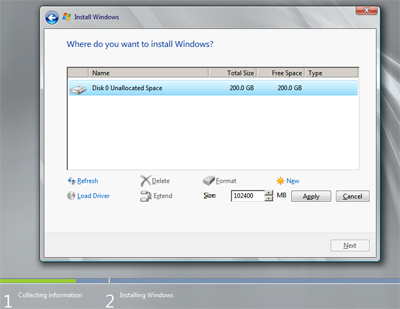 Install Windows
Where do you want to install Windows?
Name Total Size Free Space Type
Disk 0 Unallocated Space 200.0 GB 200.0 GB
Refresh Delete Format New
Load Driver Extend Size: 102400 MB Apply Cancel
Next
1 Collecting information 2 Installing Windows